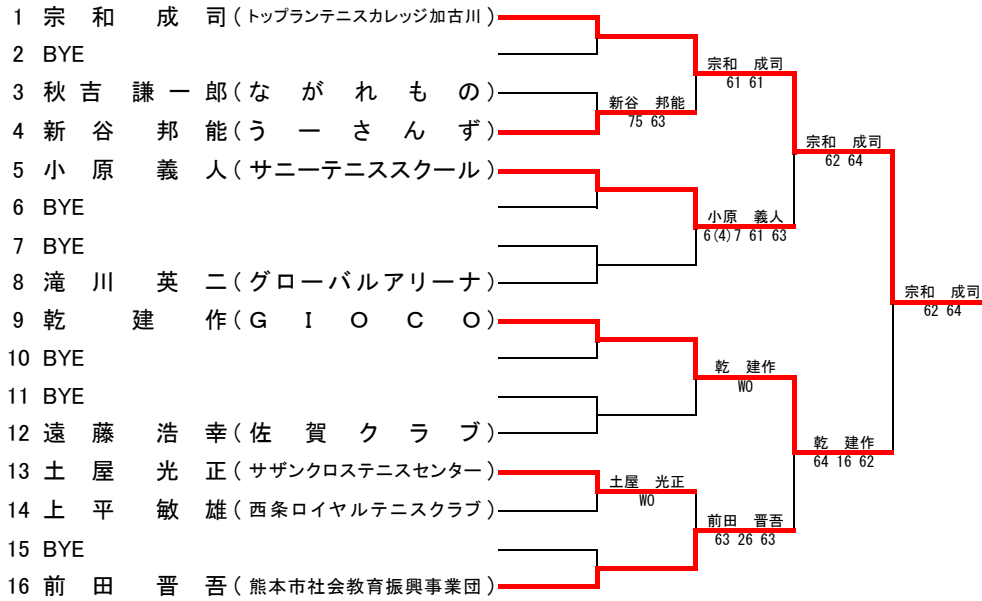 1 宗 和 成 司 ( トップランテニスカレッジ加古川 )
2 BYE
宗和 成司
61 61
3 秋 吉 謙 一 郎 ( な が れ も の )
新谷 邦能
75 63
4 新 谷 邦 能 ( う ー さ ん ず )
宗和 成司
62 64
5 小 原 義 人 ( サニーテニススクール )
6 BYE
小原 義人
6(4)7 61 63
7 BYE
8 滝 川 英 二 ( グローバルアリーナ )
宗和 成司
62 64
9 乾 建 作 ( G I O C O )
10 BYE
乾 建作
WO
11 BYE
12 遠 藤 浩 幸 ( 佐 賀 ク ラ ブ )
乾 建作
64 16 62
13 土 屋 光 正 ( サザンクロステニスセンター )
土屋 光正
WO
14 上 平 敏 雄 ( 西条ロイヤルテニスクラブ )
前田 晋吾
63 26 63
15 BYE
16 前 田 晋 吾 ( 熊本市社会教育振興事業団 )